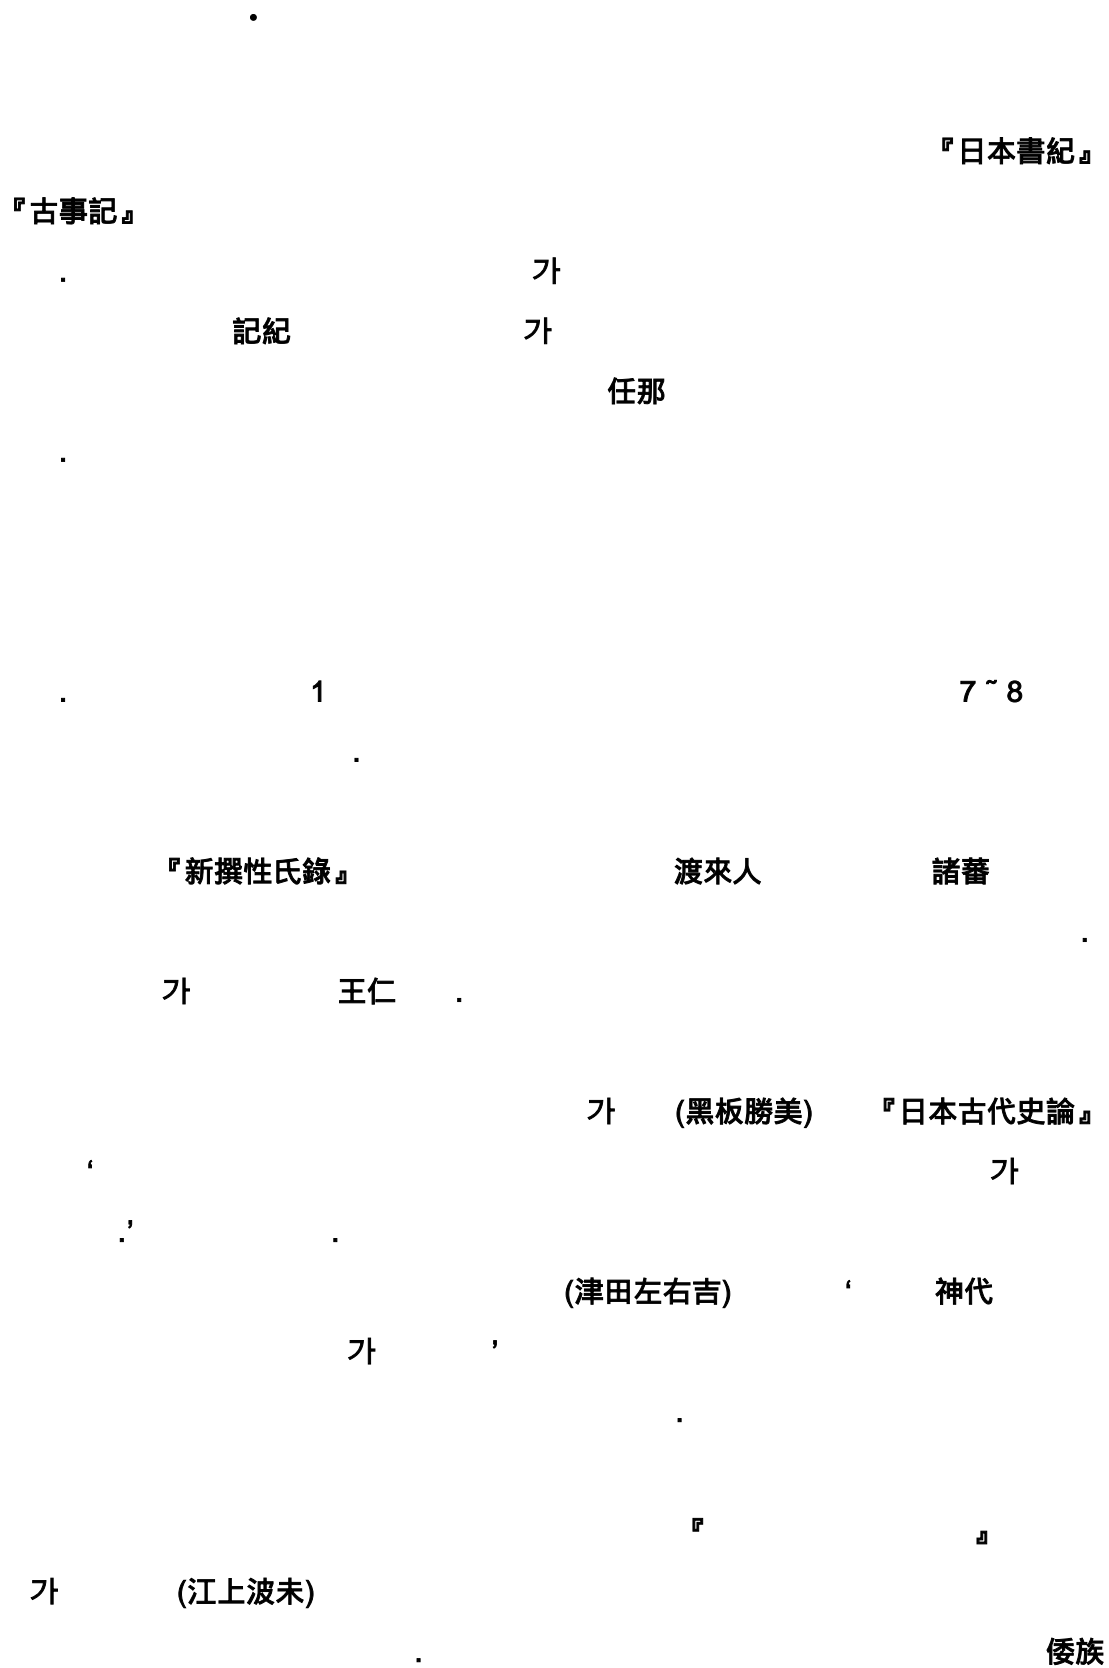 •
『日本書紀』
『古事記』
. 가
記紀 가
任那
.
. 1 7 ~ 8
.
『新撰性氏錄』 渡來人 諸蕃
.
가 王仁 .
가 (黑板勝美) 『日本古代史論』
‘ 가
.’ .
(津田左右吉) ‘ 神代
가 ’
.
『 』
가 (江上波未)
. 倭族